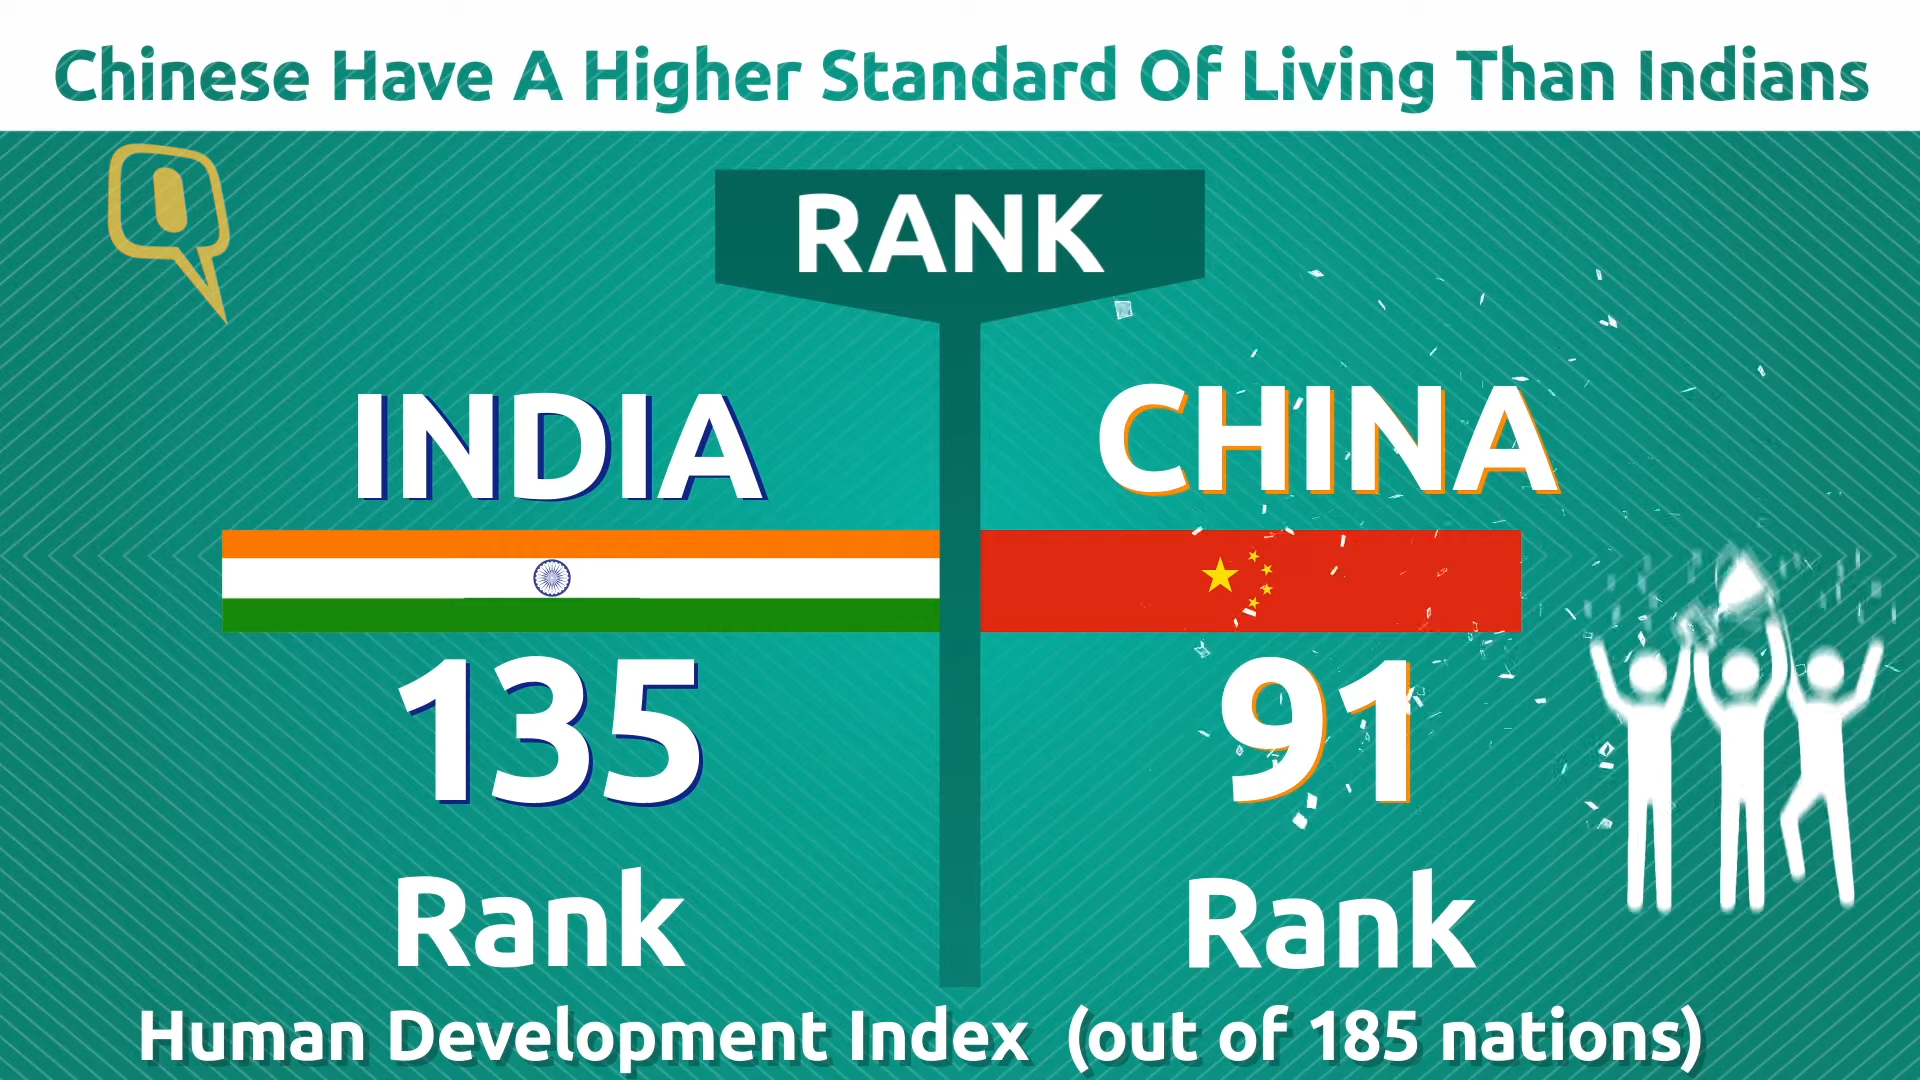 Chinese Have A Higher Standard Of Living Than Indians
RANK
INDIA
CHINA
135
91
Rank
Rank
Human Development Index (out of 185 nations)